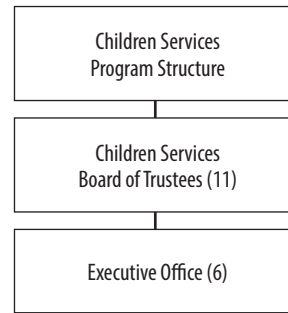 Children Services
Program Structure
Children Services
Board of Trustees (11)
Executive Office (6)